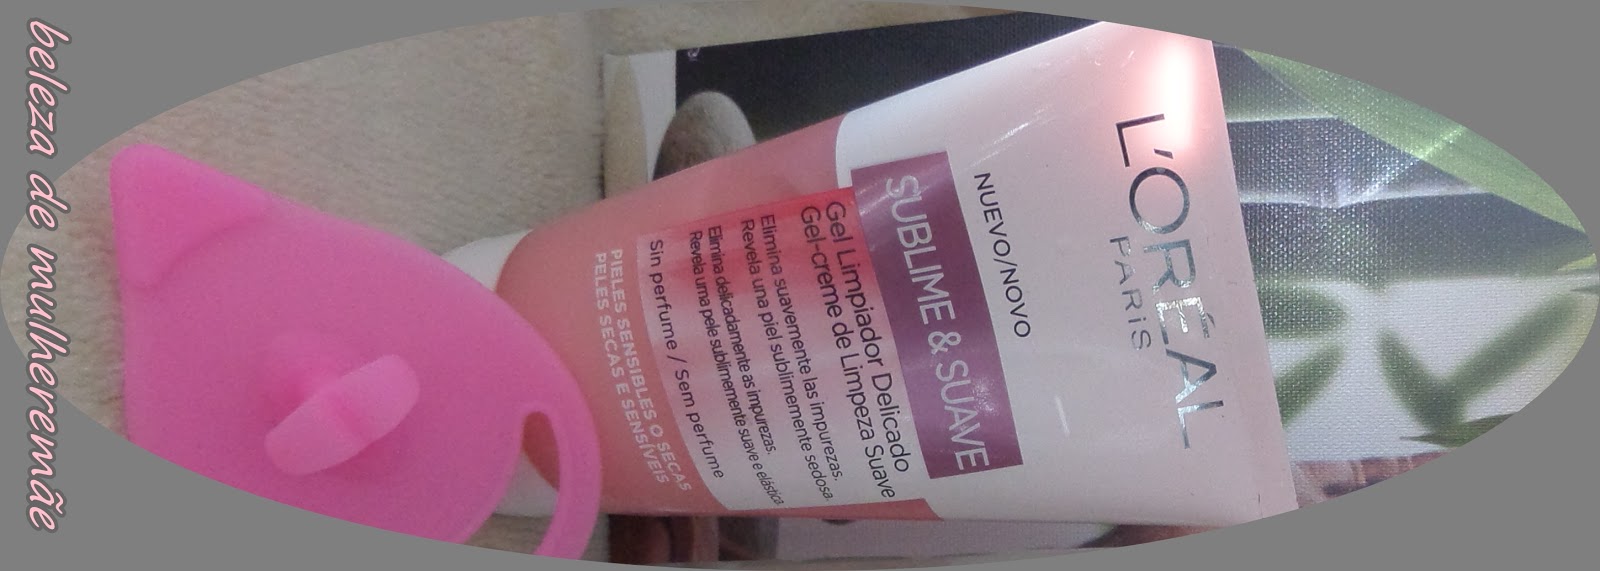 beleza de mulheremãe
L'ORÉAL
PARIS
NUEVO/NOVO
SUBLIME & SUAVE
Gel Limpiador Delicado
Gel-creme de Limpeza Suave
Elimina suavemente las impurezas.
Revela una piel sublimemente sedosa.
Elimina delicadamente as impurezas.
Revela uma pele sublimemente suave e elástica
Sin perfume / Sem perfume
PIELES SENSIBLES O SECAS
PELES SECAS E SENSÍVEIS